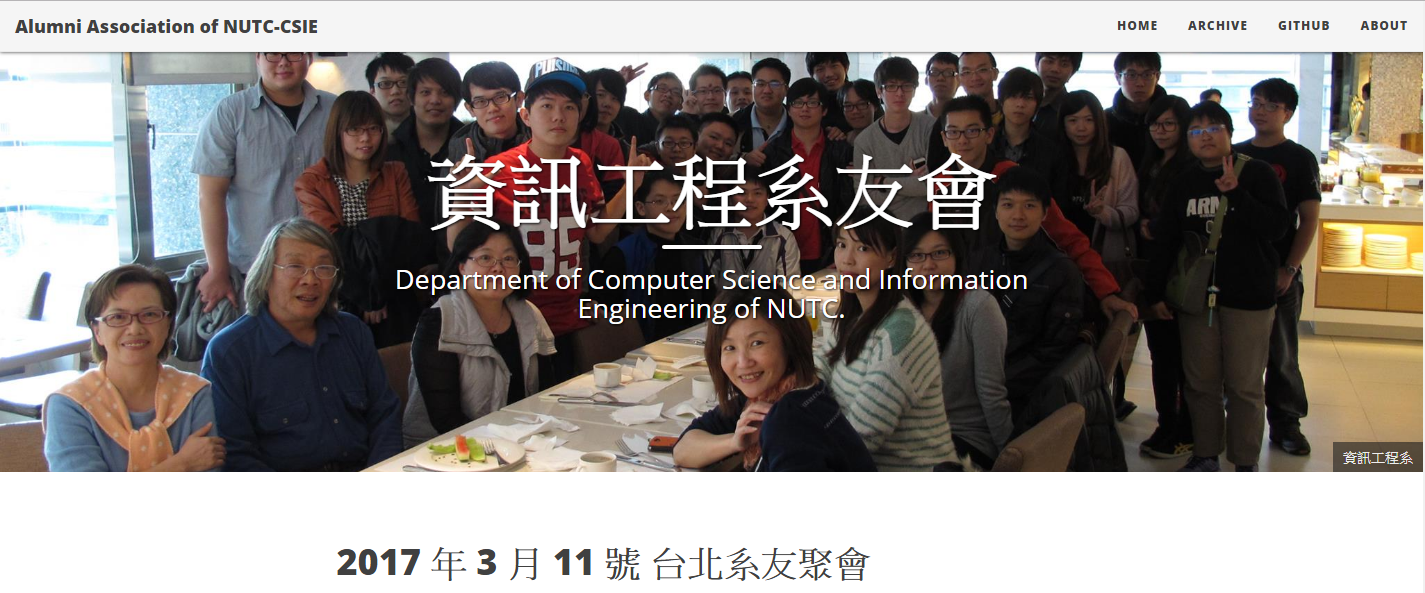 Alumni Association of NUTC-CSIE
HOME ARCHIVE GITHUB ABOUT
資訊工程系友會
Department of Computer Science and Information
Engineering of NUTC.
85
資訊工程系
2017 年 3 月 11 號 台北系友聚會